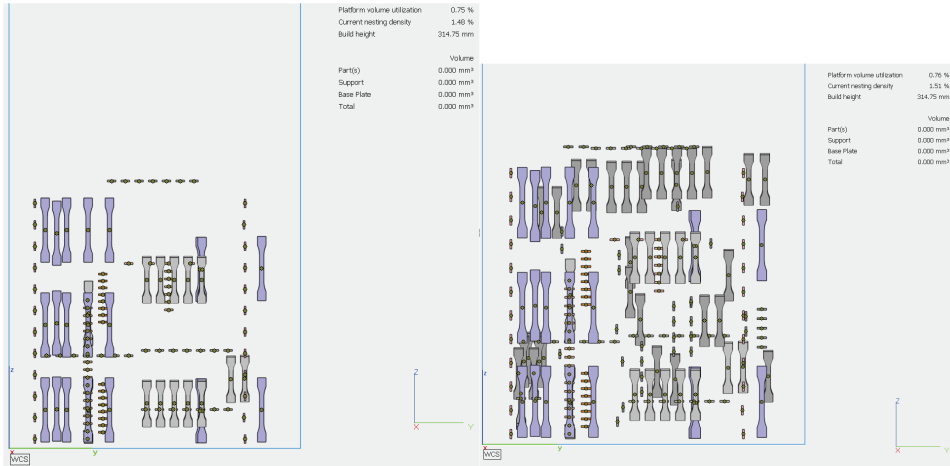 Platform volume utilization 0.75 %
Current nesting density 1.48 %
Build height 314.75 mm
Volume
Part(s) 0.000 mm³
Support 0.000 mm³
Base Plate 0.000 mm³
Total 0.000 mm³
z
y
WCS
Z
X
Y
Platform volume utilization 0.76 %
Current nesting density 1.51 %
Build height 314.75 mm
Volume
Part(s) 0.000 mm³
Support 0.000 mm³
Base Plate 0.000 mm³
Total 0.000 mm³
z
y
WCS
Z
X
Y